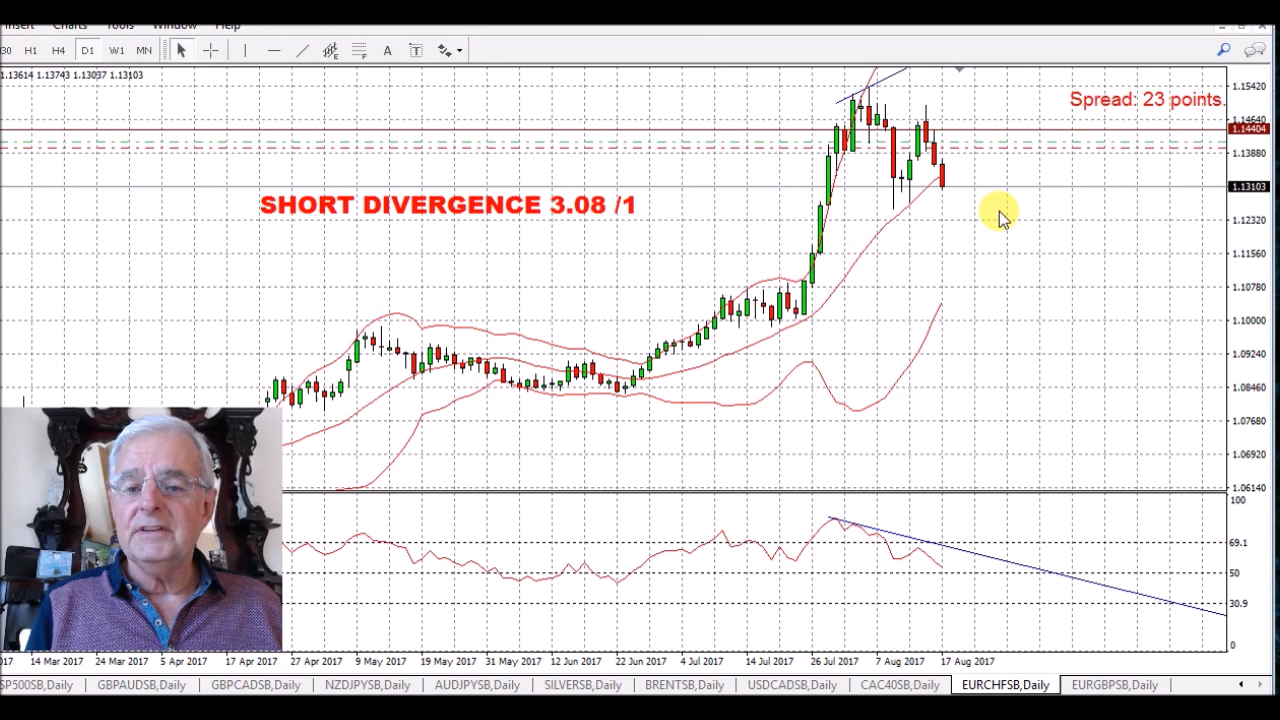 Insert Charts Tools Window Help
30 H1 H4 D1 W1 MN E F A T
1.13614 1.13743 1.13037 1.13103
1.15420
Spread: 23 points.
1.14640
1.14404
1.13880
1.13103
SHORT DIVERGENCE 3.08 /1
1.12320
1.11560
1.10780
1.10000
1.09240
1.08460
1.07680
1.06920
1.06140
100
69.1
50
30.9
0
2017 14 Mar 2017 24 Mar 2017 5 Apr 2017 17 Apr 2017 27 Apr 2017 9 May 2017 19 May 2017 31 May 2017 12 Jun 2017 22 Jun 2017 4 Jul 2017 14 Jul 2017 26 Jul 2017 7 Aug 2017 17 Aug 2017
SP500SB,Daily GBPAUDSB,Daily GBPCADSB,Daily NZDJPYSB,Daily AUDJPYSB,Daily SILVERSB,Daily BRENTSB,Daily USDCADSB,Daily CAC40SB,Daily EURCHFSB,Daily EURGBPSB,Daily